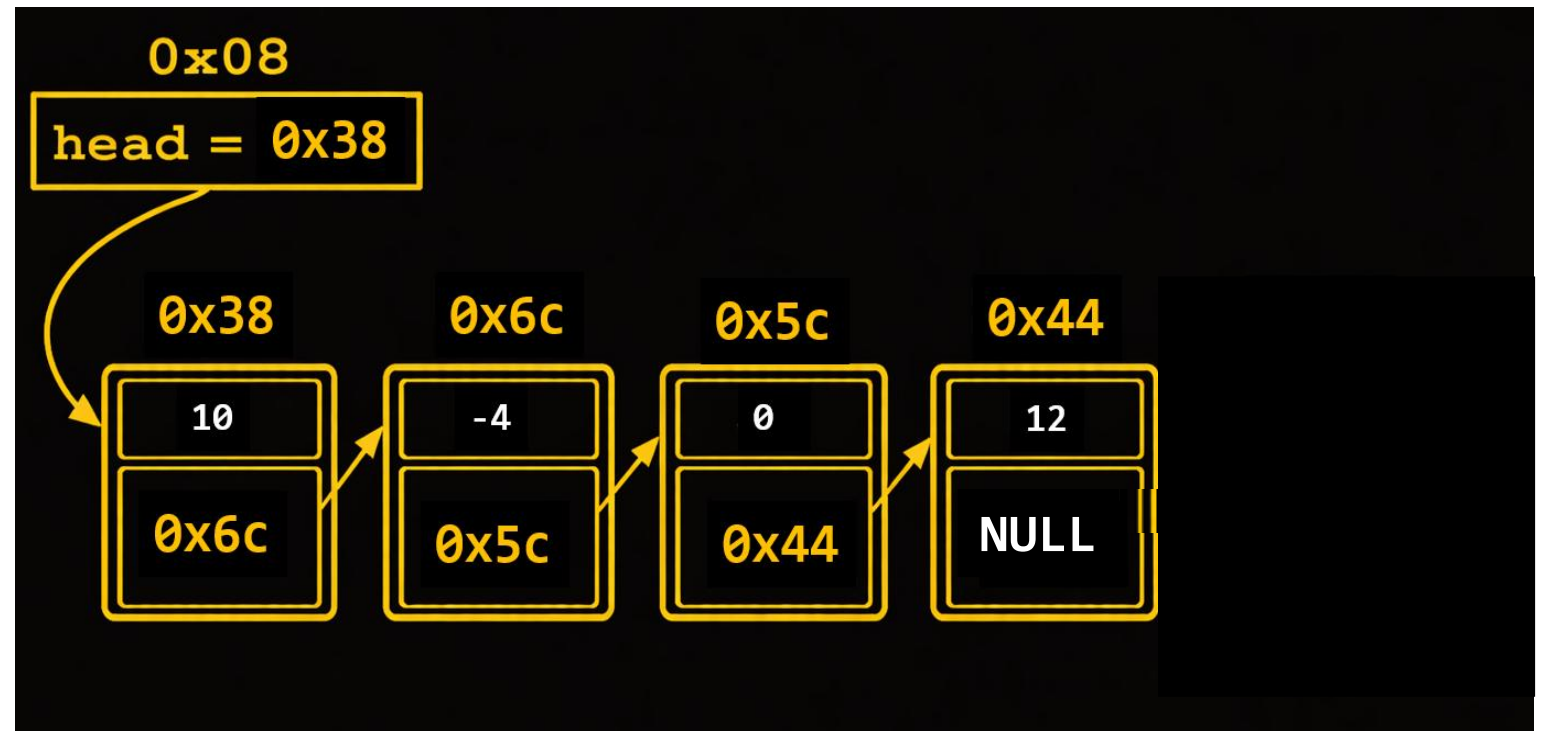 0x08
head = 0x38
0x38 0x6c 0x5c 0x44
10 -4 0 12
0x6c 0x5c 0x44 NULL